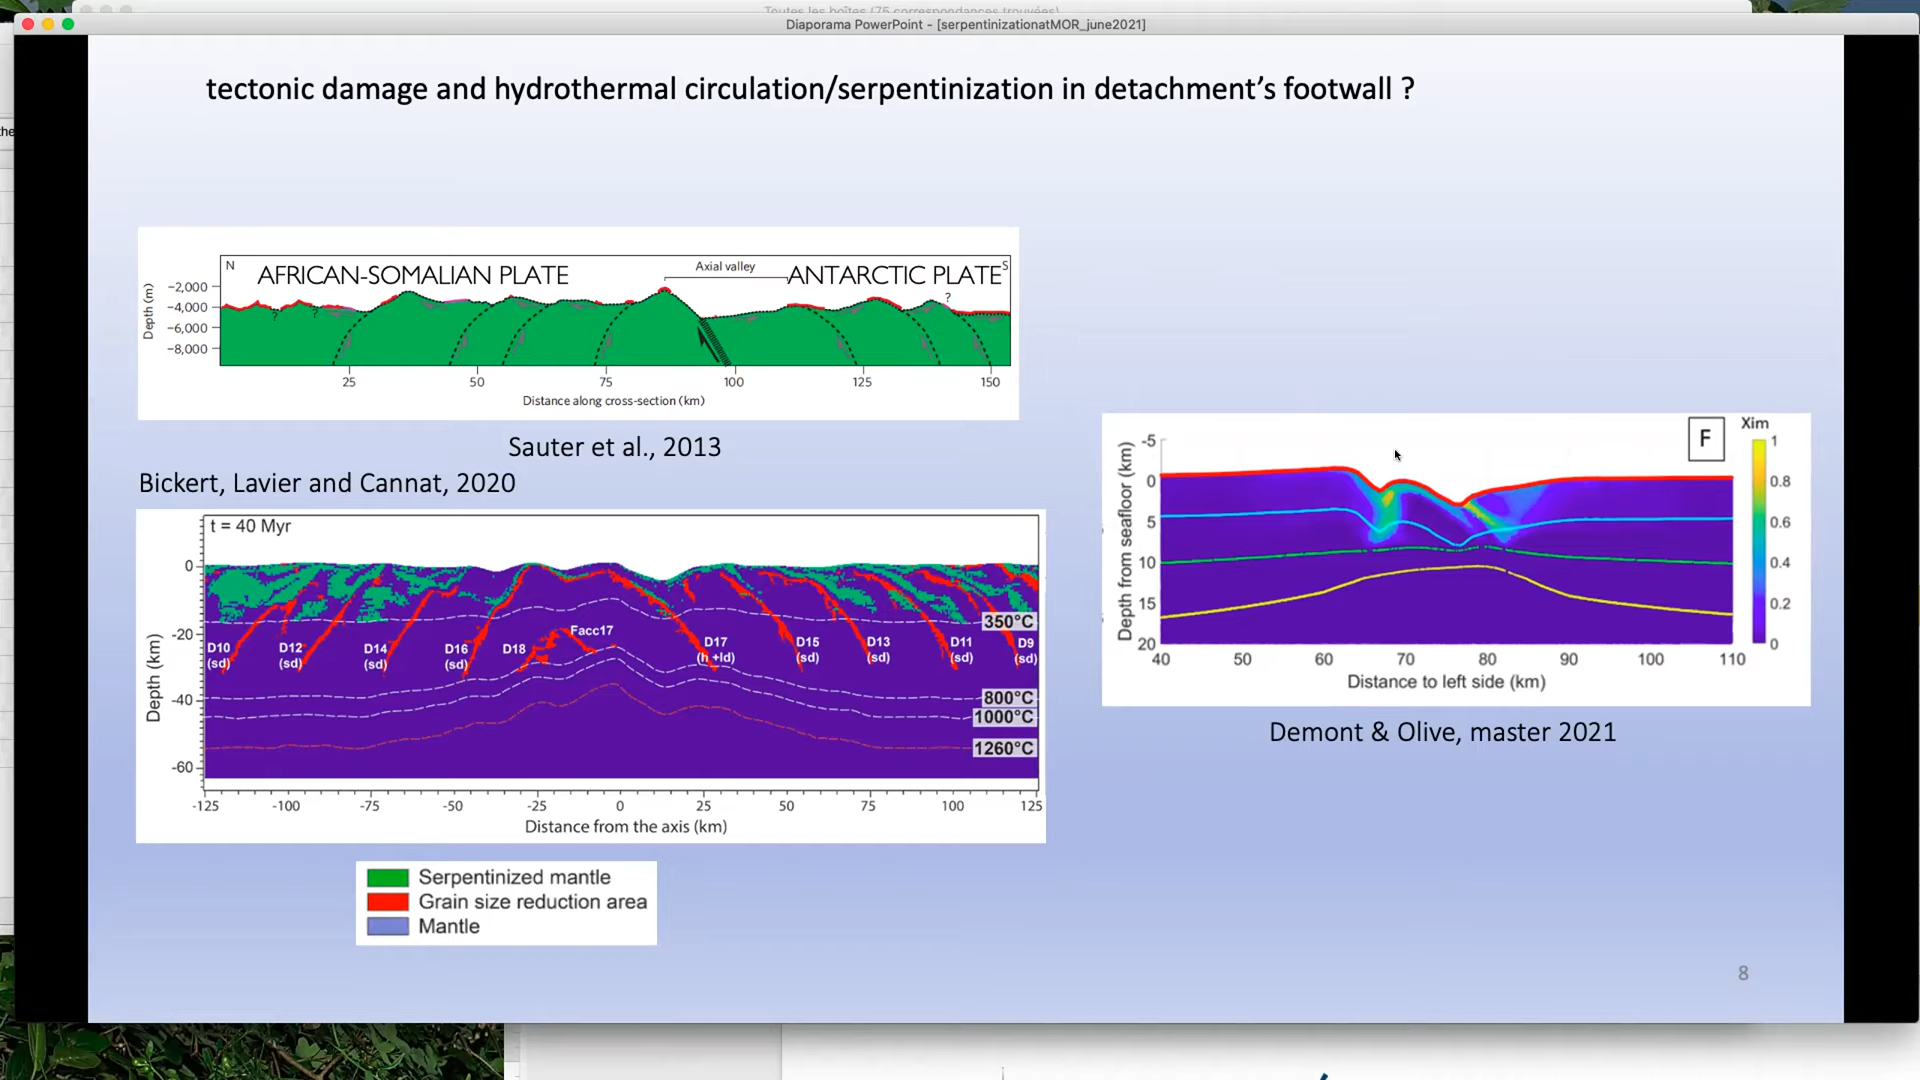 Toutes les boîtes (75 correspondances trouvées)
Diaporama PowerPoint - [serpentinizationatMOR_june2021]
the
tectonic damage and hydrothermal circulation/serpentinization in detachment's footwall ?
N
AFRICAN-SOMALIAN PLATE
Axial valley
ANTARCTIC PLATE
S
Depth (m)
−2,000
−4,000
−6,000
−8,000
?
?
?
25
50
75
100
125
150
Distance along cross-section (km)
Sauter et al., 2013
Bickert, Lavier and Cannat, 2020
t = 40 Myr
Depth (km)
0
-20
-40
-60
D10
(sd)
D12
(sd)
D14
(sd)
D16
(sd)
D18
Facc17
D17
(h +ld)
D15
(sd)
D13
(sd)
D11
(sd)
D9
(sd)
350°C
800°C
1000°C
1260°C
-125
-100
-75
-50
-25
0
25
50
75
100
125
Distance from the axis (km)
Serpentinized mantle
Grain size reduction area
Mantle
F
Xim
1
0.8
0.6
0.4
0.2
0
Depth from seafloor (km)
-5
0
5
10
15
20
40
50
60
70
80
90
100
110
Distance to left side (km)
Demont & Olive, master 2021
8